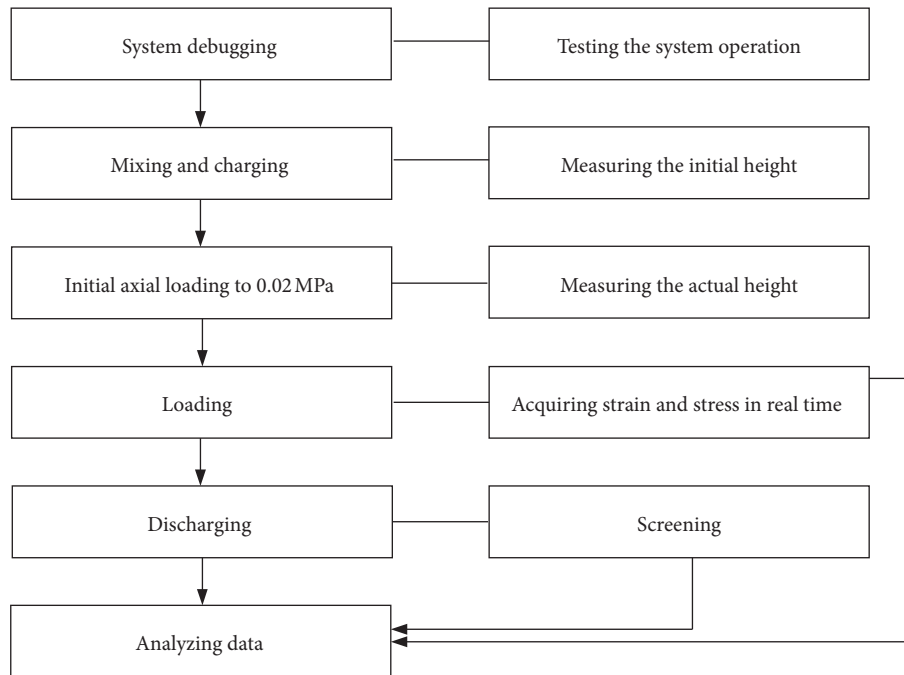 System debugging
Testing the system operation
Mixing and charging
Measuring the initial height
Initial axial loading to 0.02 MPa
Measuring the actual height
Loading
Acquiring strain and stress in real time
Discharging
Screening
Analyzing data